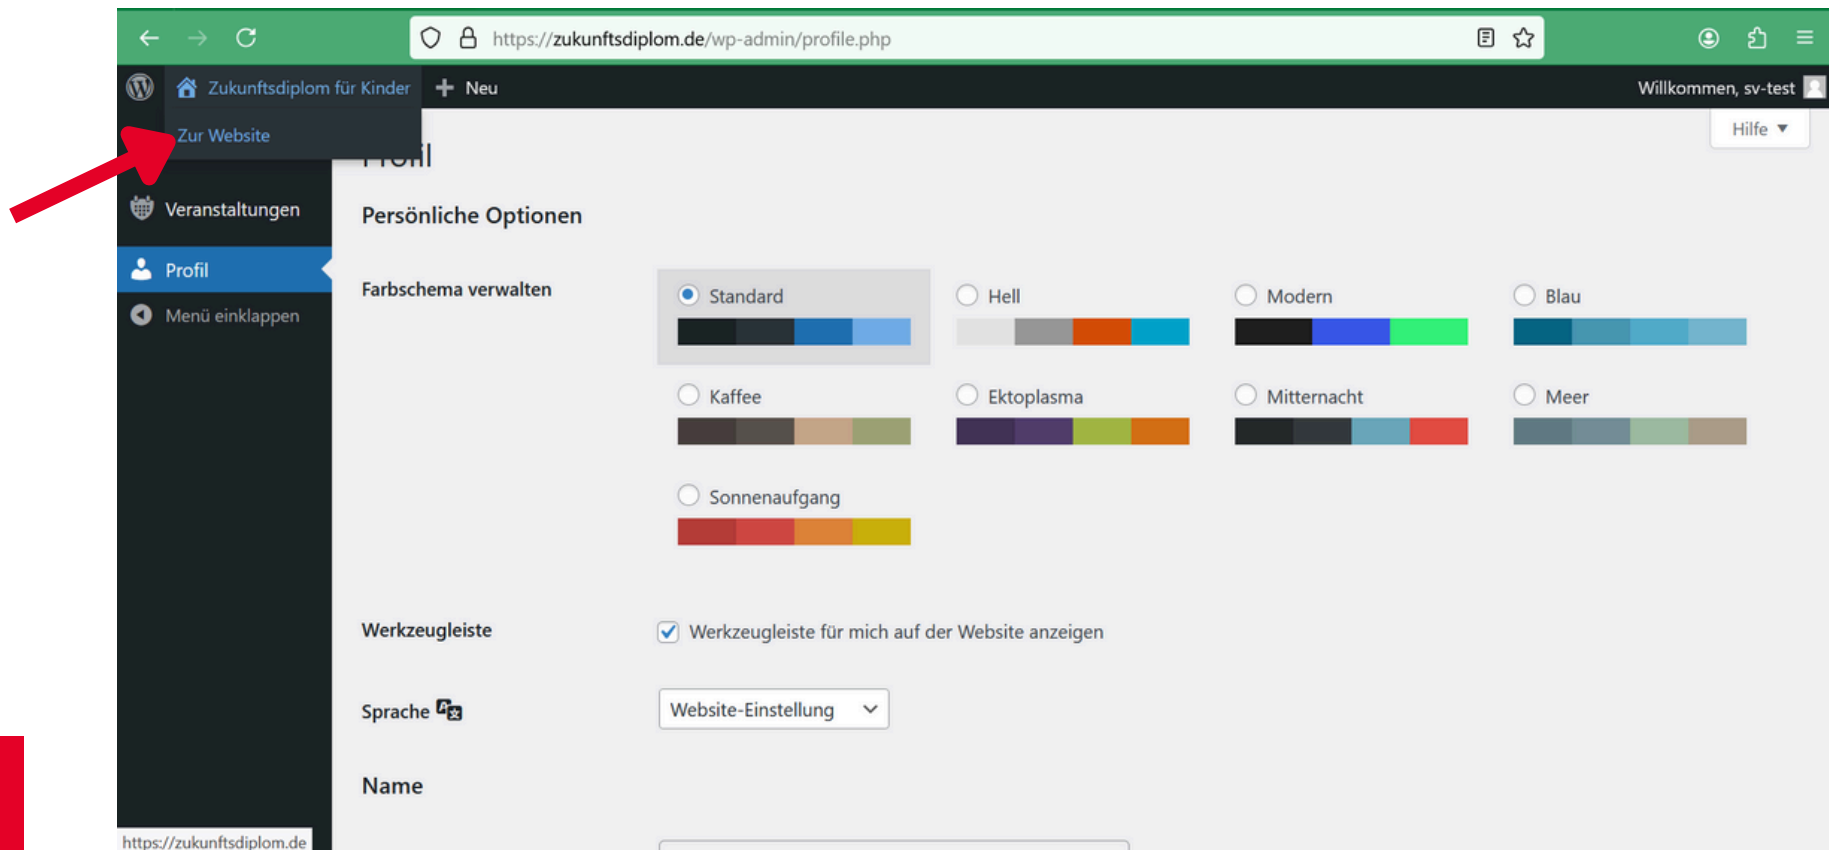 https://zukunftsdiplom.de/wp-admin/profile.php
Zukunftsdiplom für Kinder
Neu
Willkommen, sv-test
Zur Website
Hilfe
Profil
Veranstaltungen
Profil
Menü einklappen
Persönliche Optionen
Farbschema verwalten
Standard
Hell
Modern
Blau
Kaffee
Ektoplasma
Mitternacht
Meer
Sonnenaufgang
Werkzeugleiste
Werkzeugleiste für mich auf der Website anzeigen
Sprache
Website-Einstellung
Name
https://zukunftsdiplom.de